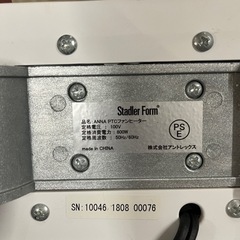 Stadler Form®
品名 : ANNA PTCファンヒーター
定格電圧 : 100V
定格消費電力 : 600W
周波数 : 50Hz/60Hz
PSE
made in CHINA
株式会社アントレックス
SN:10046 1808 00076